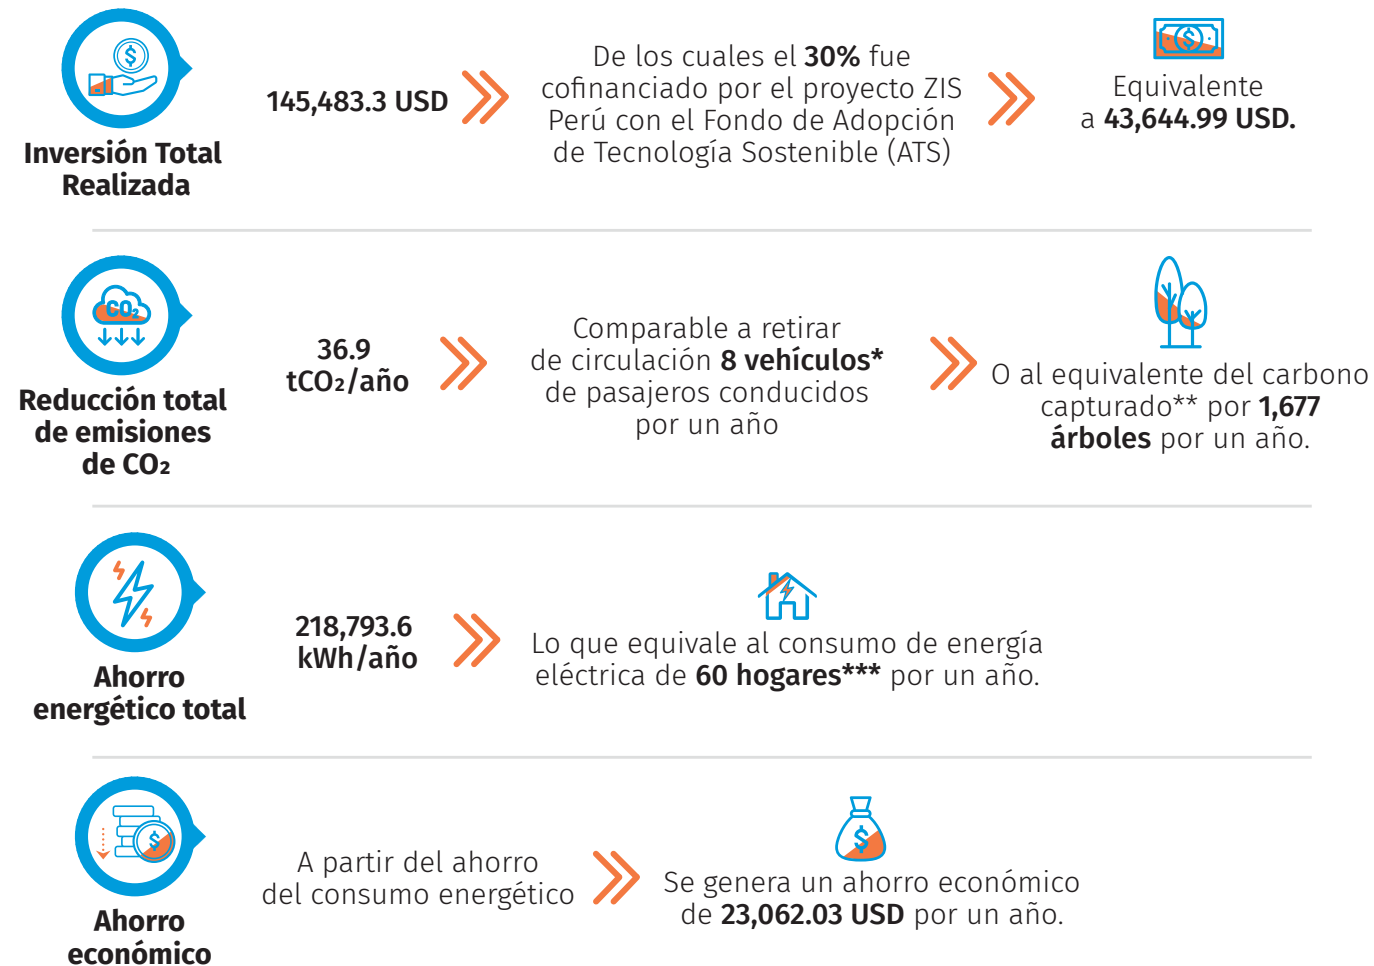 Inversión Total
Realizada
145,483.3 USD
De los cuales el 30% fue
cofinanciado por el proyecto ZIS
Perú con el Fondo de Adopción
de Tecnología Sostenible (ATS)
Equivalente
a 43,644.99 USD.
CO₂
Reducción total
de emisiones
de CO₂
36.9
tCO₂/año
Comparable a retirar
de circulación 8 vehículos*
de pasajeros conducidos
por un año
O al equivalente del carbono
capturado** por 1,677
árboles por un año.
Ahorro
energético total
218,793.6
kWh/año
Lo que equivale al consumo de energía
eléctrica de 60 hogares*** por un año.
Ahorro
económico
A partir del ahorro
del consumo energético
Se genera un ahorro económico
de 23,062.03 USD por un año.